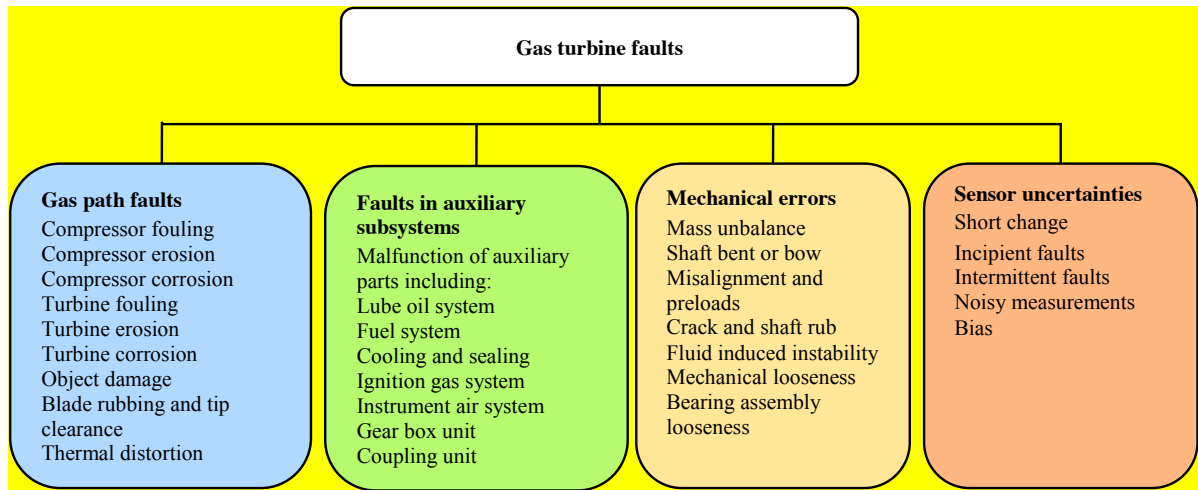 Gas turbine faults
Gas path faults
Compressor fouling
Compressor erosion
Compressor corrosion
Turbine fouling
Turbine erosion
Turbine corrosion
Object damage
Blade rubbing and tip
clearance
Thermal distortion
Faults in auxiliary
subsystems
Malfunction of auxiliary
parts including:
Lube oil system
Fuel system
Cooling and sealing
Ignition gas system
Instrument air system
Gear box unit
Coupling unit
Mechanical errors
Mass unbalance
Shaft bent or bow
Misalignment and
preloads
Crack and shaft rub
Fluid induced instability
Mechanical looseness
Bearing assembly
looseness
Sensor uncertainties
Short change
Incipient faults
Intermittent faults
Noisy measurements
Bias